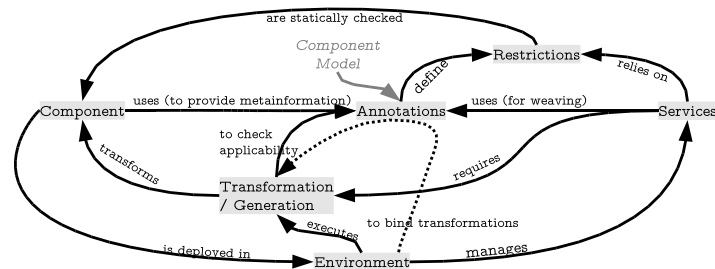 are statically checked
Component
Model
Restrictions
define
relies on
Component
uses (to provide metainformation)
Annotations
uses (for weaving)
Services
to check
applicability
transforms
requires
Transformation
/ Generation
executes
to bind transformations
is deployed in
Environment
manages